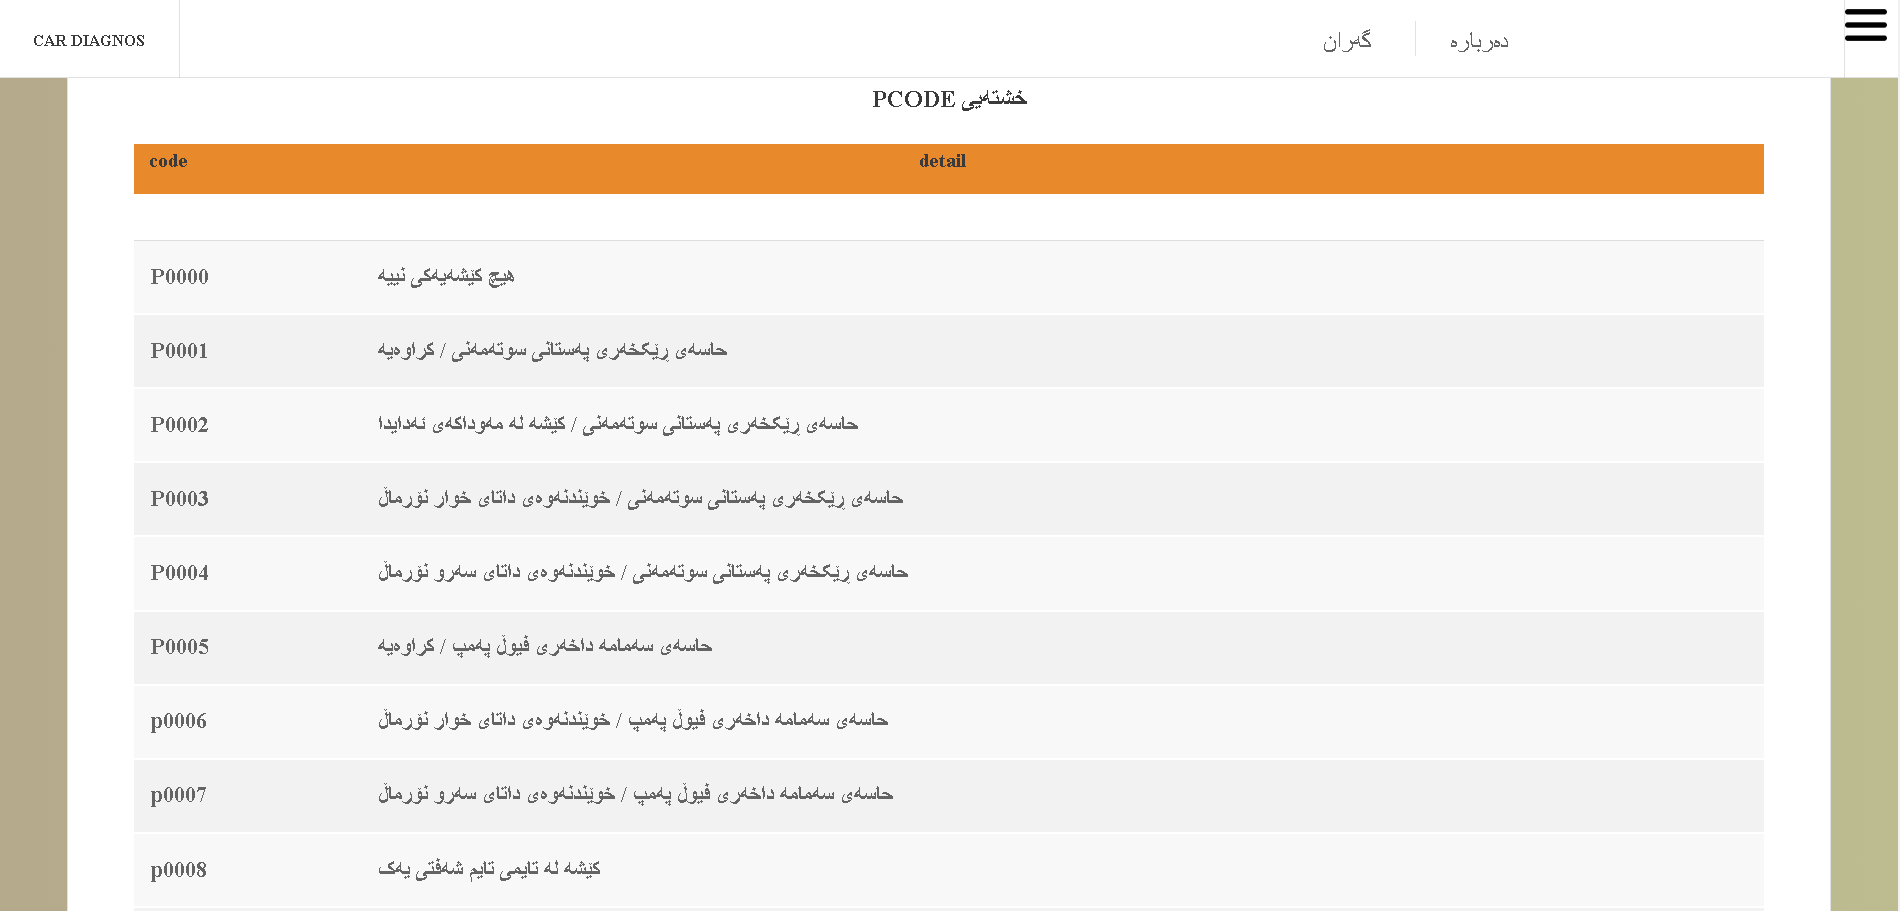 CAR DIAGNOS
گەران
دەربارە
خشتەیی PCODE
code detail
P0000 هیچ کێشەیەکی نییە
P0001 حاسەی ڕێکخەری پەستانی سوتەمەنی / کراوەیە
P0002 حاسەی ڕێکخەری پەستانی سوتەمەنی / کێشە لە مەوداکەی ئەدایدا
P0003 حاسەی ڕێکخەری پەستانی سوتەمەنی / خوێندنەوەی داتای خوار نۆرماڵ
P0004 حاسەی ڕێکخەری پەستانی سوتەمەنی / خوێندنەوەی داتای سەرو نۆرماڵ
P0005 حاسەی سەمامە داخەری فیوڵ پەمپ / کراوەیە
p0006 حاسەی سەمامە داخەری فیوڵ پەمپ / خوێندنەوەی داتای خوار نۆرماڵ
p0007 حاسەی سەمامە داخەری فیوڵ پەمپ / خوێندنەوەی داتای سەرو نۆرماڵ
p0008 کێشە لە تایمی تایم شەفتی یەک